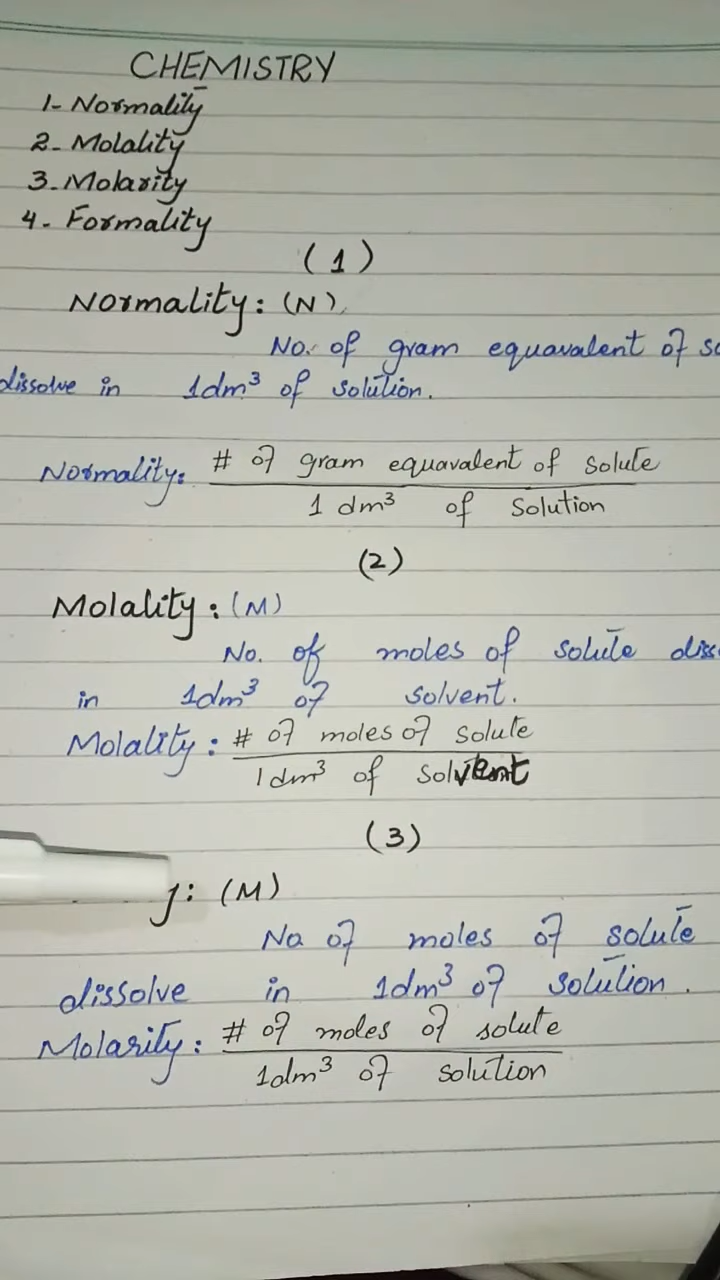 CHEMISTRY
1- Normality
2- Molality
3- Molarity
4- Formality
(1)
Normality: (N).
No. of gram equavalent of so
dissolve in 1dm³ of solution.
Normality: # of gram equavalent of solute
1 dm³ of Solution
(2)
Molality: (M)
No. of moles of solute diss
in 1dm³ of solvent.
Molality: # of moles of solute
1dm³ of solvent
(3)
y: (M)
No of moles of solute
dissolve in 1dm³ of solution.
Molarity: # of moles of solute
1dm³ of solution